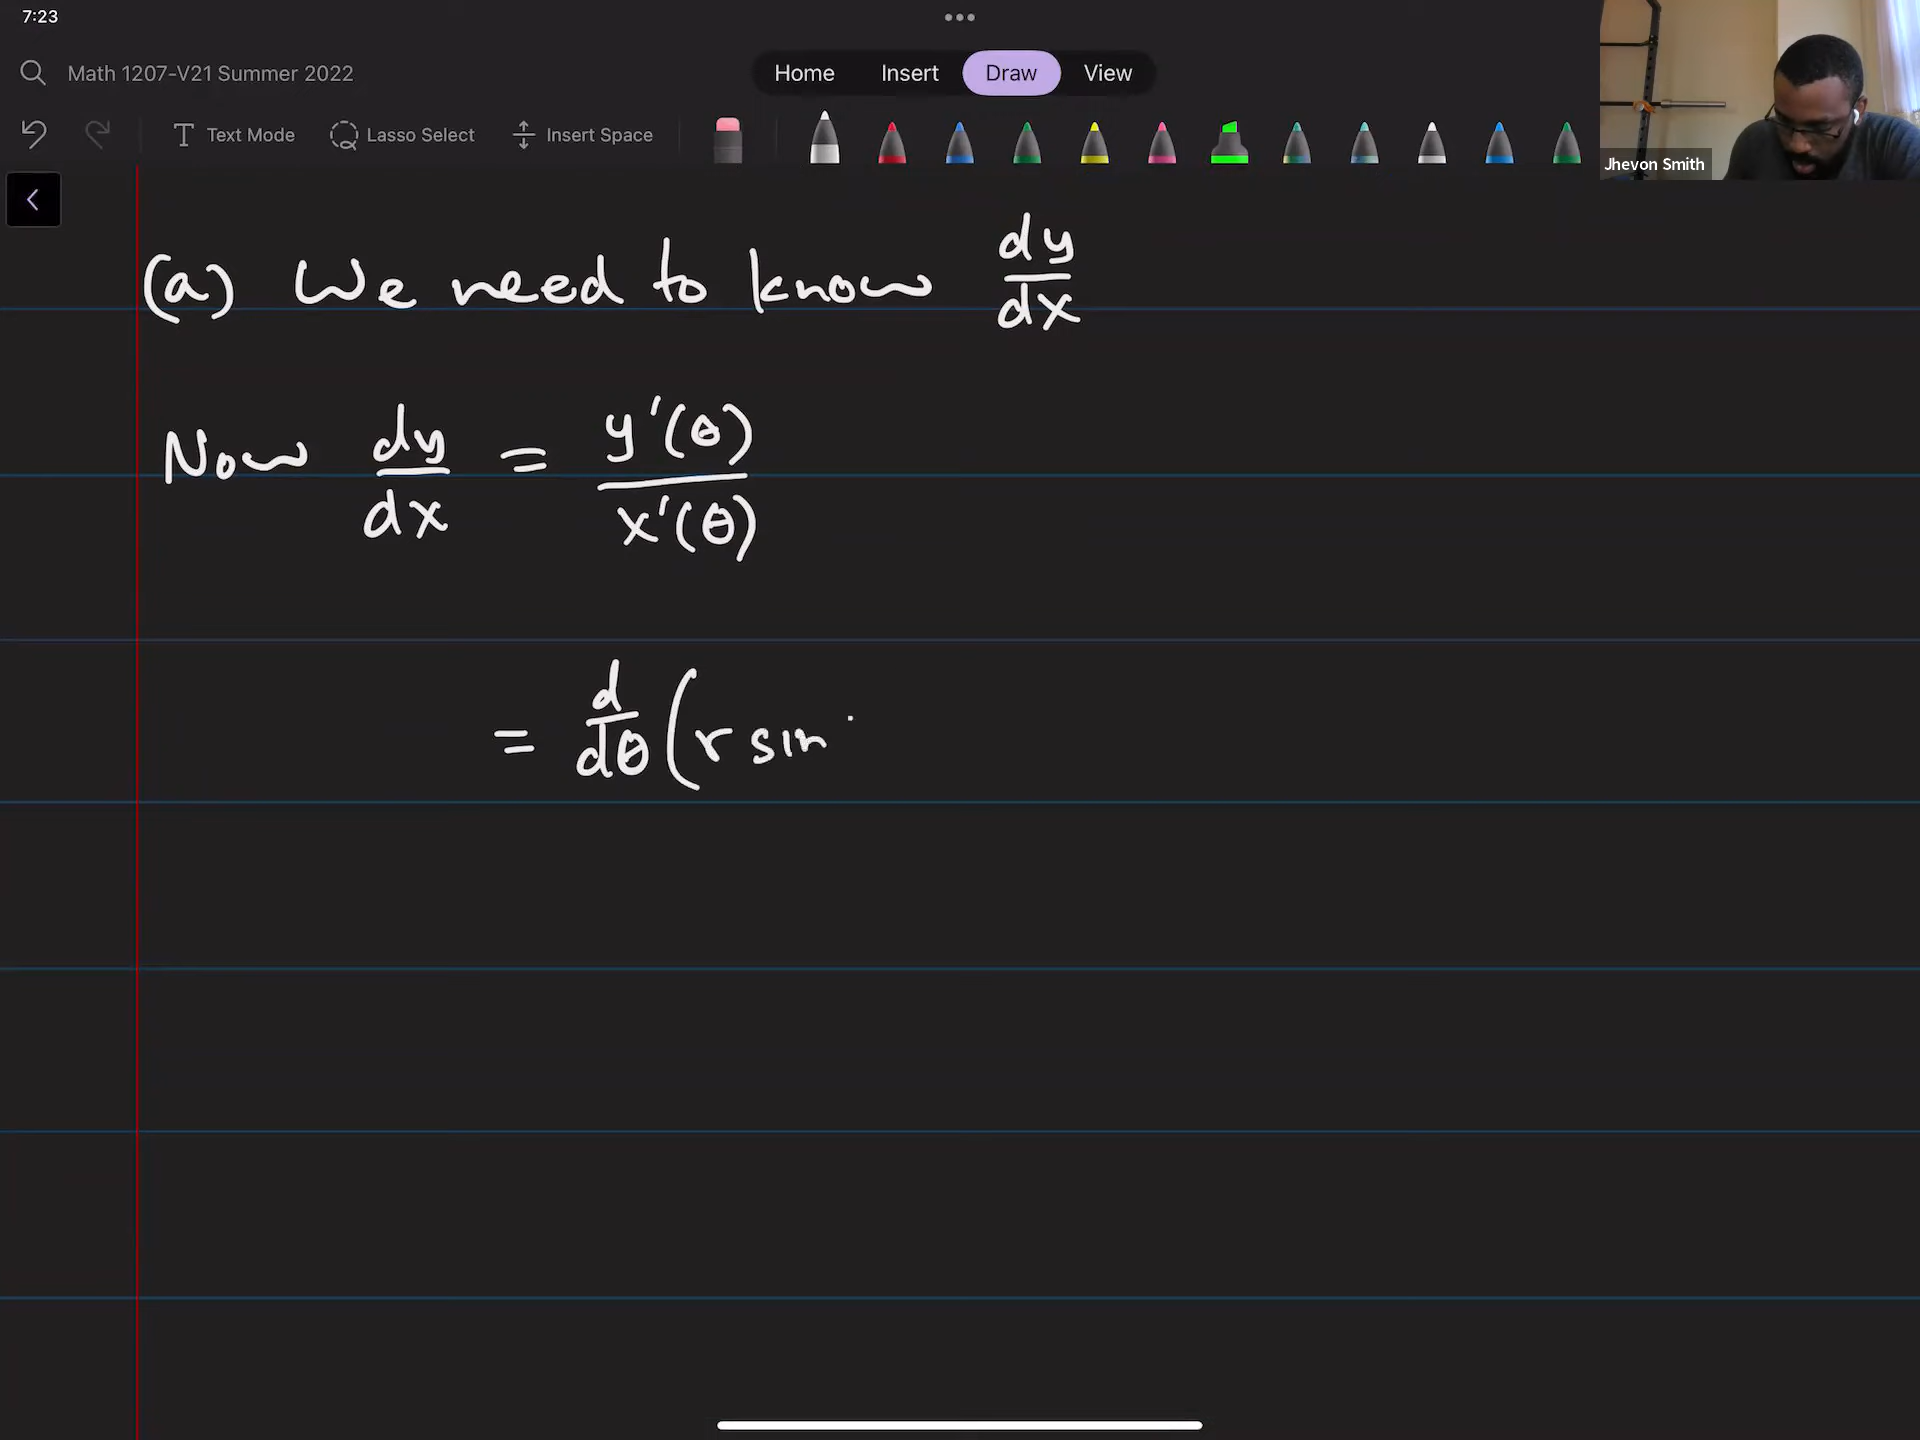 7:23
Math 1207-V21 Summer 2022
Home Insert Draw View
Text Mode Lasso Select Insert Space
Jhevon Smith
(a) We need to know dy/dx
Now dy/dx = y'(θ)/x'(θ)
= d/dθ (r sin